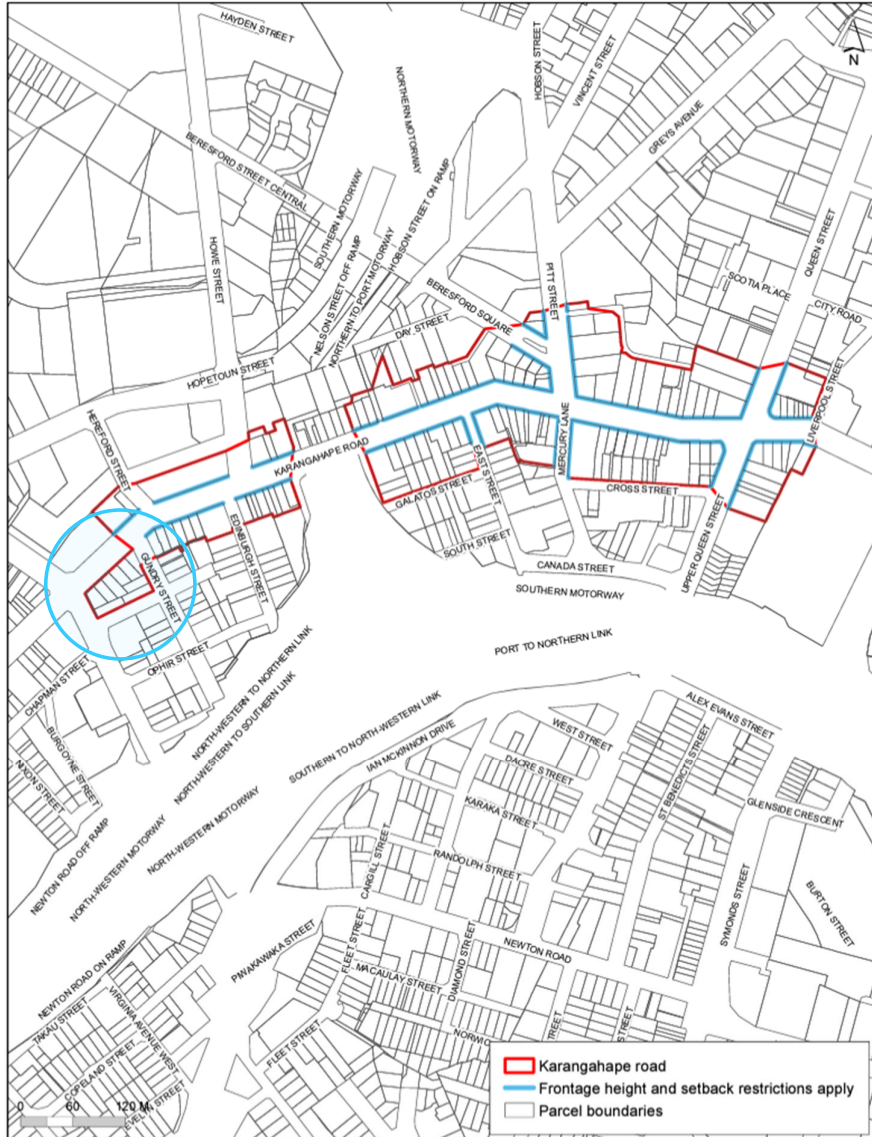 HAYDEN STREET
HOBSON STREET
VINCENT STREET
N
NORTHERN MOTORWAY
GREYS AVENUE
BERESFORD STREET CENTRAL
SOUTHERN MOTORWAY
HOBSON STREET ON RAMP
NELSON STREET OFF RAMP
NORTHERN TO PORT MOTORWAY
HOWE STREET
QUEEN STREET
PITT STREET
SCOTIA PLACE
CITY ROAD
BERESFORD SQUARE
DAY STREET
HOPETOUN STREET
LIVERPOOL STREET
HEREFORD STREET
KARANGAHAPE ROAD
MERCURY LANE
EAST STREET
GALATOS STREET
CROSS STREET
EDINBURGH STREET
GUNDRY STREET
SOUTH STREET
CANADA STREET
UPPER QUEEN STREET
SOUTHERN MOTORWAY
OPHIR STREET
PORT TO NORTHERN LINK
CHAPMAN STREET
NORTH-WESTERN TO NORTHERN LINK
NORTH-WESTERN TO SOUTHERN LINK
SOUTHERN TO NORTH-WESTERN LINK
ALEX EVANS STREET
BURGOYNE STREET
NIXON STREET
IAN MCKINNON DRIVE
WEST STREET
DACRE STREET
ST BENEDICTS STREET
KARAKA STREET
GLENSIDE CRESCENT
NORTH-WESTERN MOTORWAY
NORTH-WESTERN MOTORWAY
NEWTON ROAD OFF RAMP
RANDOLPH STREET
CARGILL STREET
SYMONDS STREET
BURTON STREET
NEWTON ROAD
PIWAKAWAKA STREET
FLEET STREET
MACAULAY STREET
DIAMOND STREET
NEWTON ROAD ON RAMP
TAKAU STREET
VIRGINIA AVENUE WEST
FLEET STREET
COPELAND STREET
STREET
STREET
0 60 120 M
Karangahape road
Frontage height and setback restrictions apply
Parcel boundaries